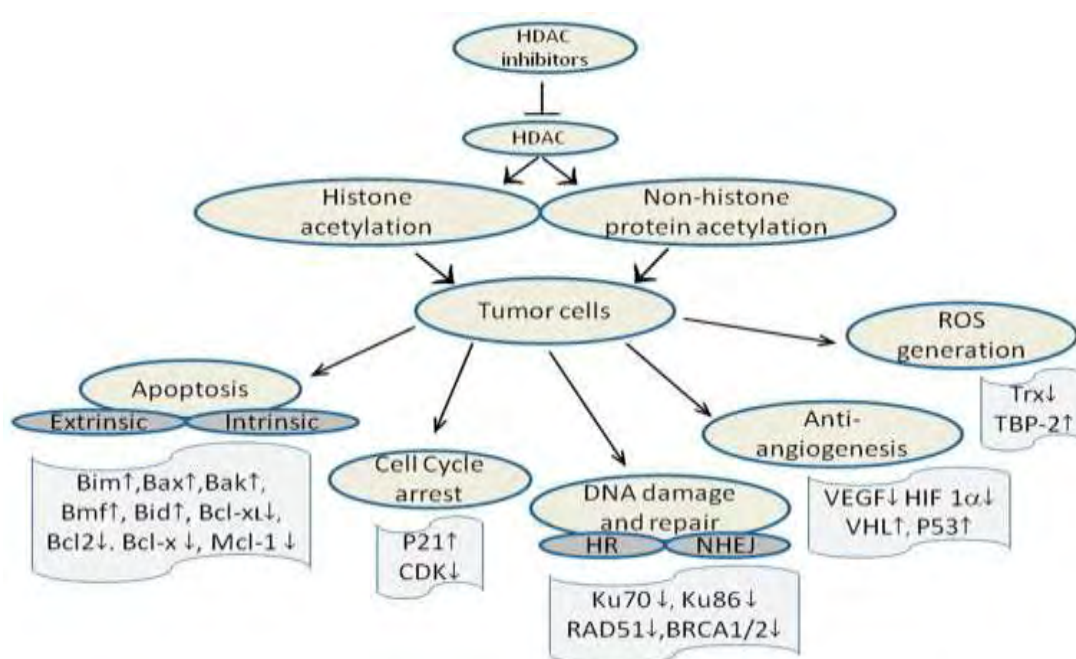 HDAC
inhibitors
HDAC
Histone
acetylation
Non-histone
protein acetylation
Tumor cells
ROS
generation
Trx↓
TBP-2↑
Apoptosis
Extrinsic
Intrinsic
Bim↑,Bax↑,Bak↑,
Bmf↑, Bid↑, Bcl-xL↓,
Bcl2↓. Bcl-x ↓, Mcl-1 ↓
Cell Cycle
arrest
P21↑
CDK↓
DNA damage
and repair
HR
NHEJ
Ku70 ↓, Ku86 ↓
RAD51↓,BRCA1/2↓
Anti-
angiogenesis
VEGF↓ HIF 1α↓
VHL↑, P53↑